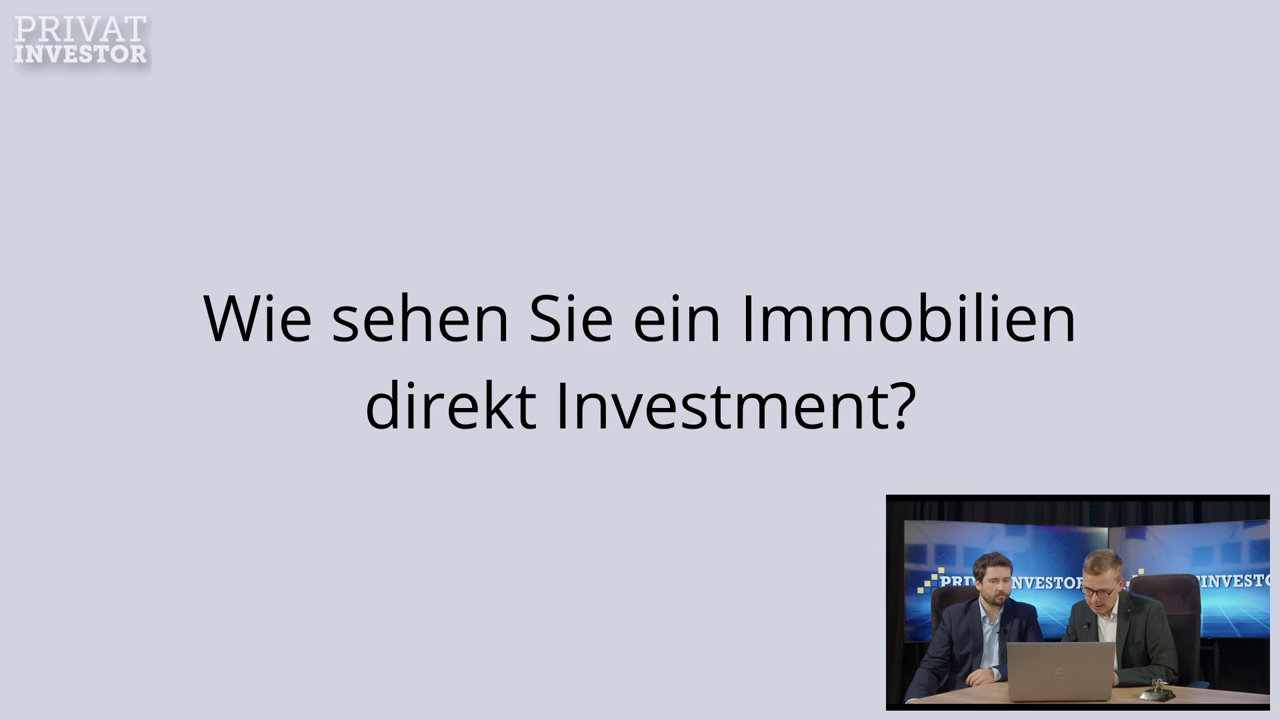 PRIVAT
INVESTOR
Wie sehen Sie ein Immobilien
direkt Investment?